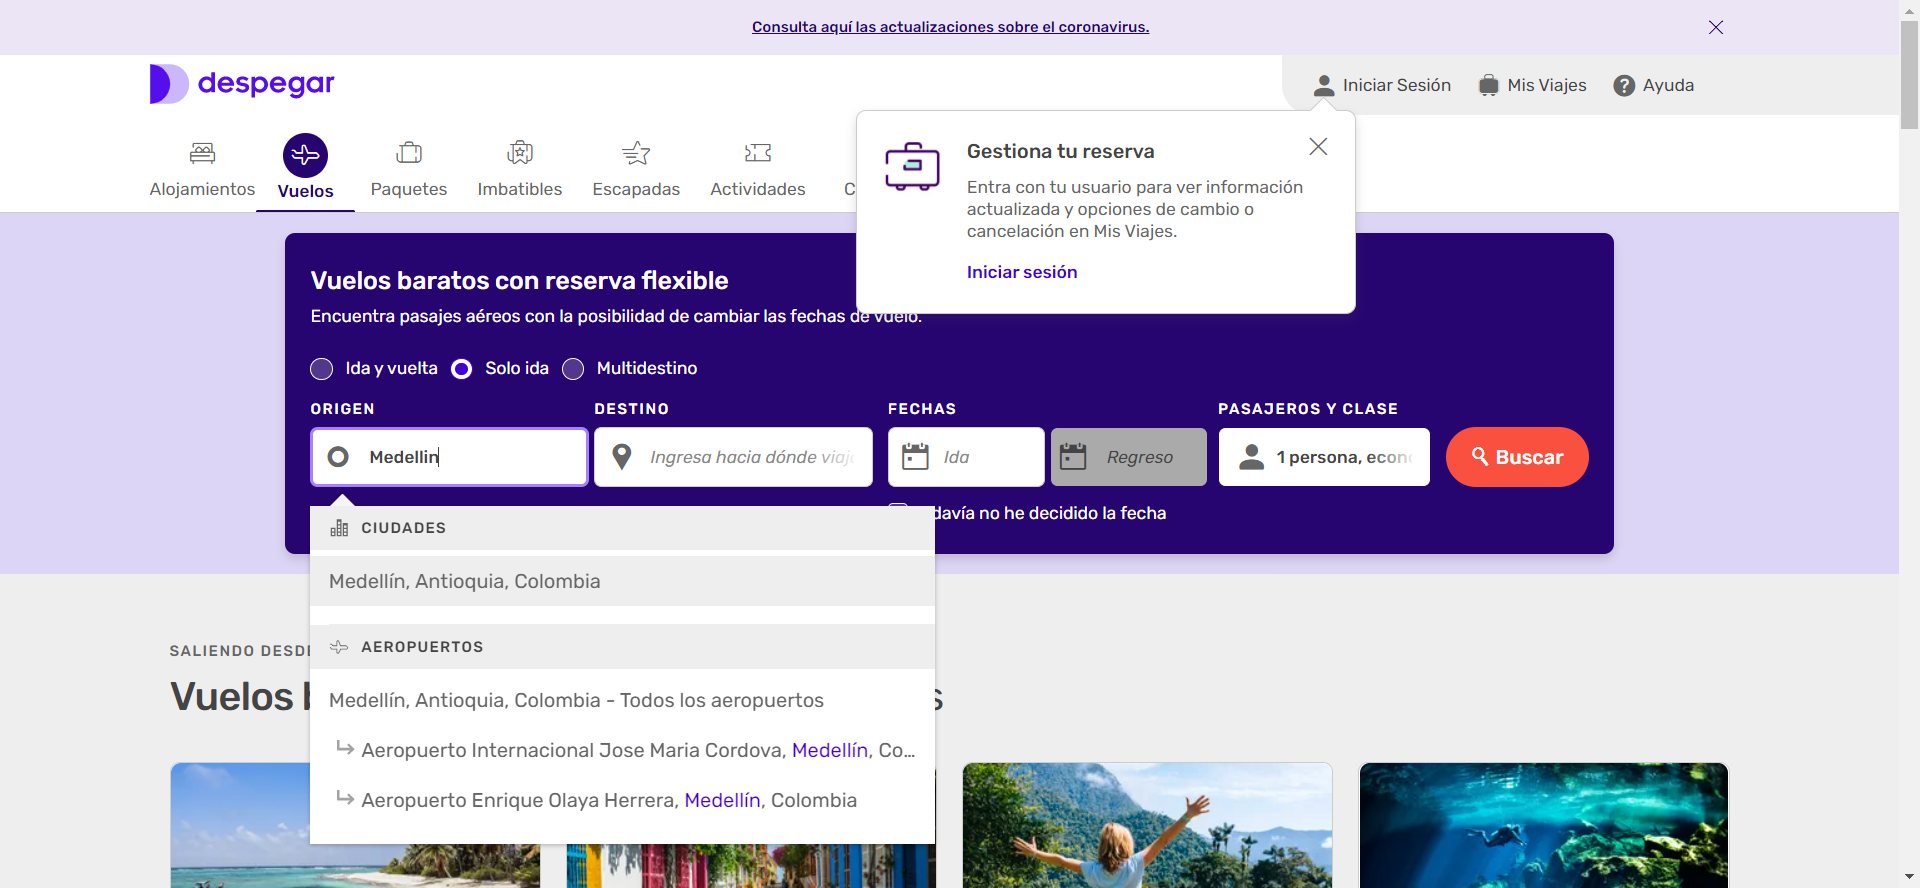 Consulta aquí las actualizaciones sobre el coronavirus.
despegar
Iniciar Sesión
Mis Viajes
Ayuda
Alojamientos
Vuelos
Paquetes
Imbatibles
Escapadas
Actividades
C
Gestiona tu reserva
Entra con tu usuario para ver información
actualizada y opciones de cambio o
cancelación en Mis Viajes.
Iniciar sesión
Vuelos baratos con reserva flexible
Encuentra pasajes aéreos con la posibilidad de cambiar las fechas de vuelo.
Ida y vuelta
Solo ida
Multidestino
ORIGEN
DESTINO
FECHAS
PASAJEROS Y CLASE
Medellin
Ingresa hacia dónde viaj
Ida
Regreso
1 persona, econ
Buscar
davía no he decidido la fecha
CIUDADES
Medellín, Antioquia, Colombia
AEROPUERTOS
Medellín, Antioquia, Colombia - Todos los aeropuertos
Aeropuerto Internacional Jose Maria Cordova, Medellín, Co...
Aeropuerto Enrique Olaya Herrera, Medellín, Colombia
SALIENDO DESD
Vuelos